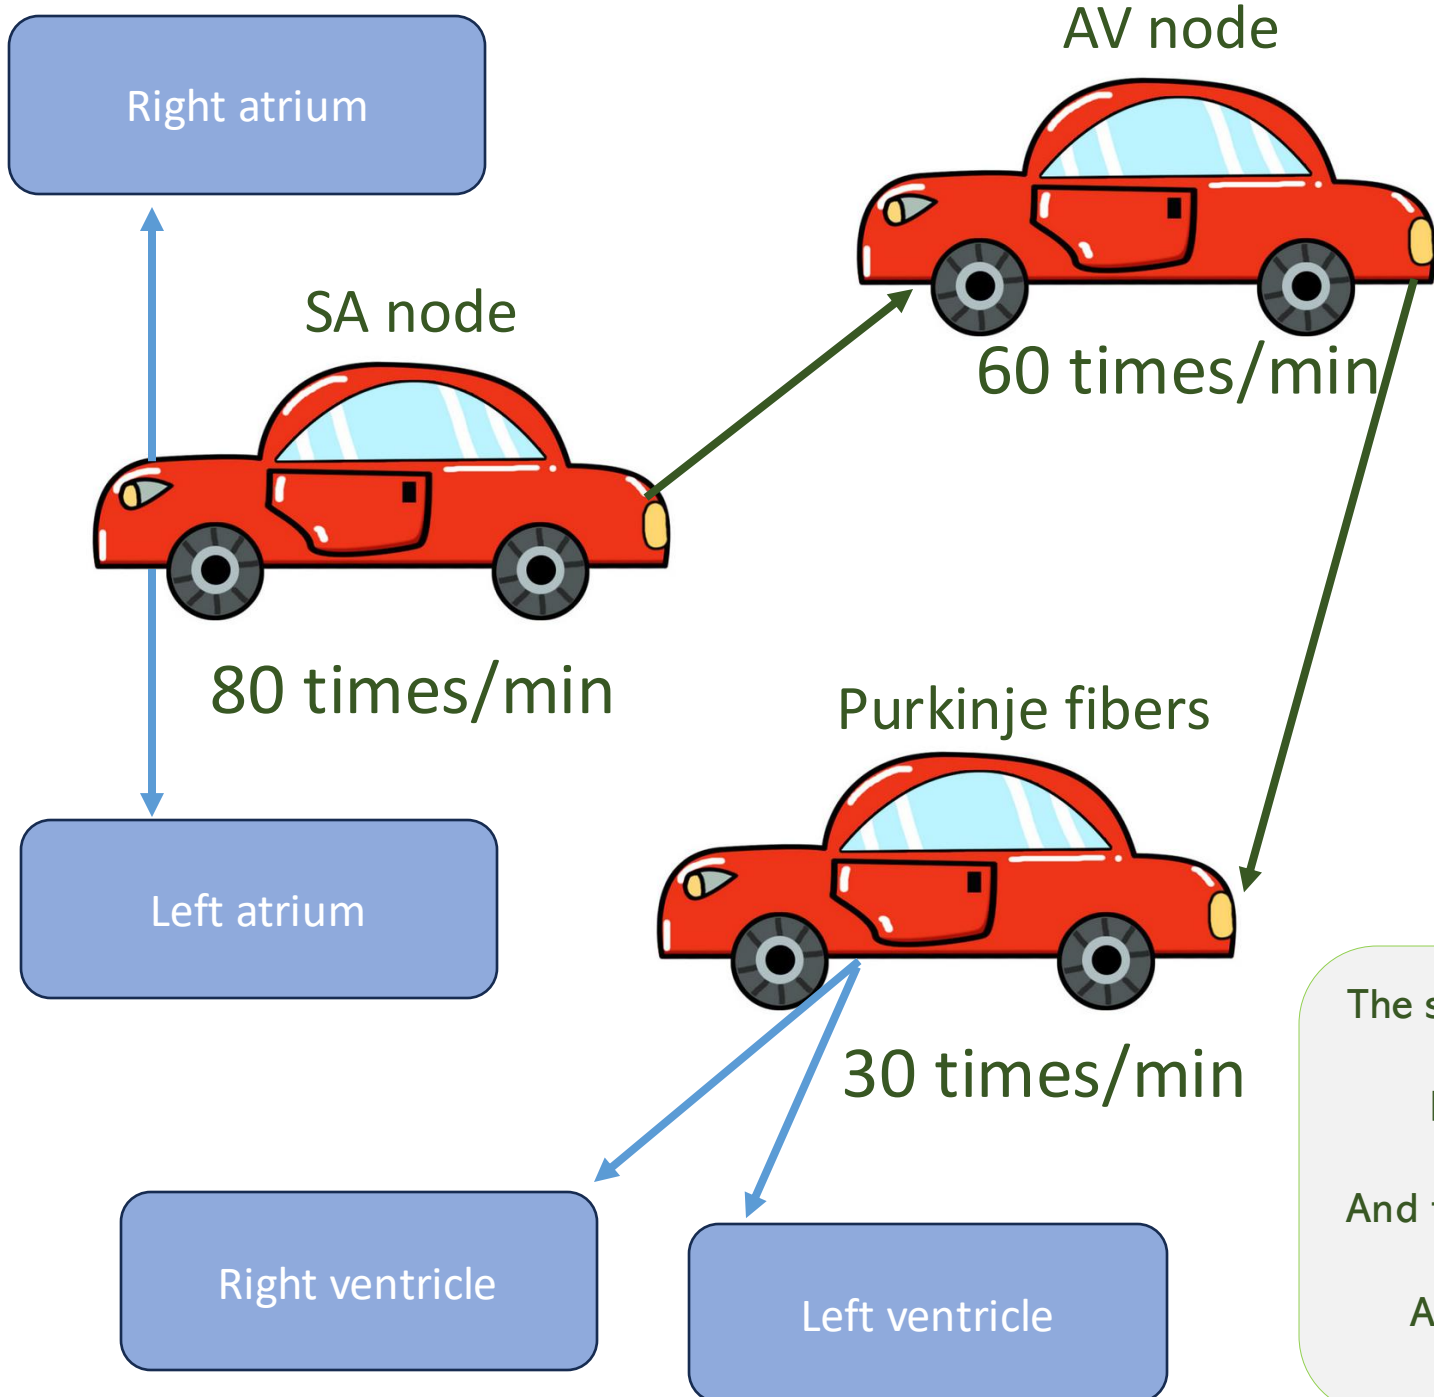 AV node
Right atrium
SA node
60 times/min
80 times/min
Purkinje fibers
Left atrium
The
30 times/min
And
Right ventricle
Left ventricle